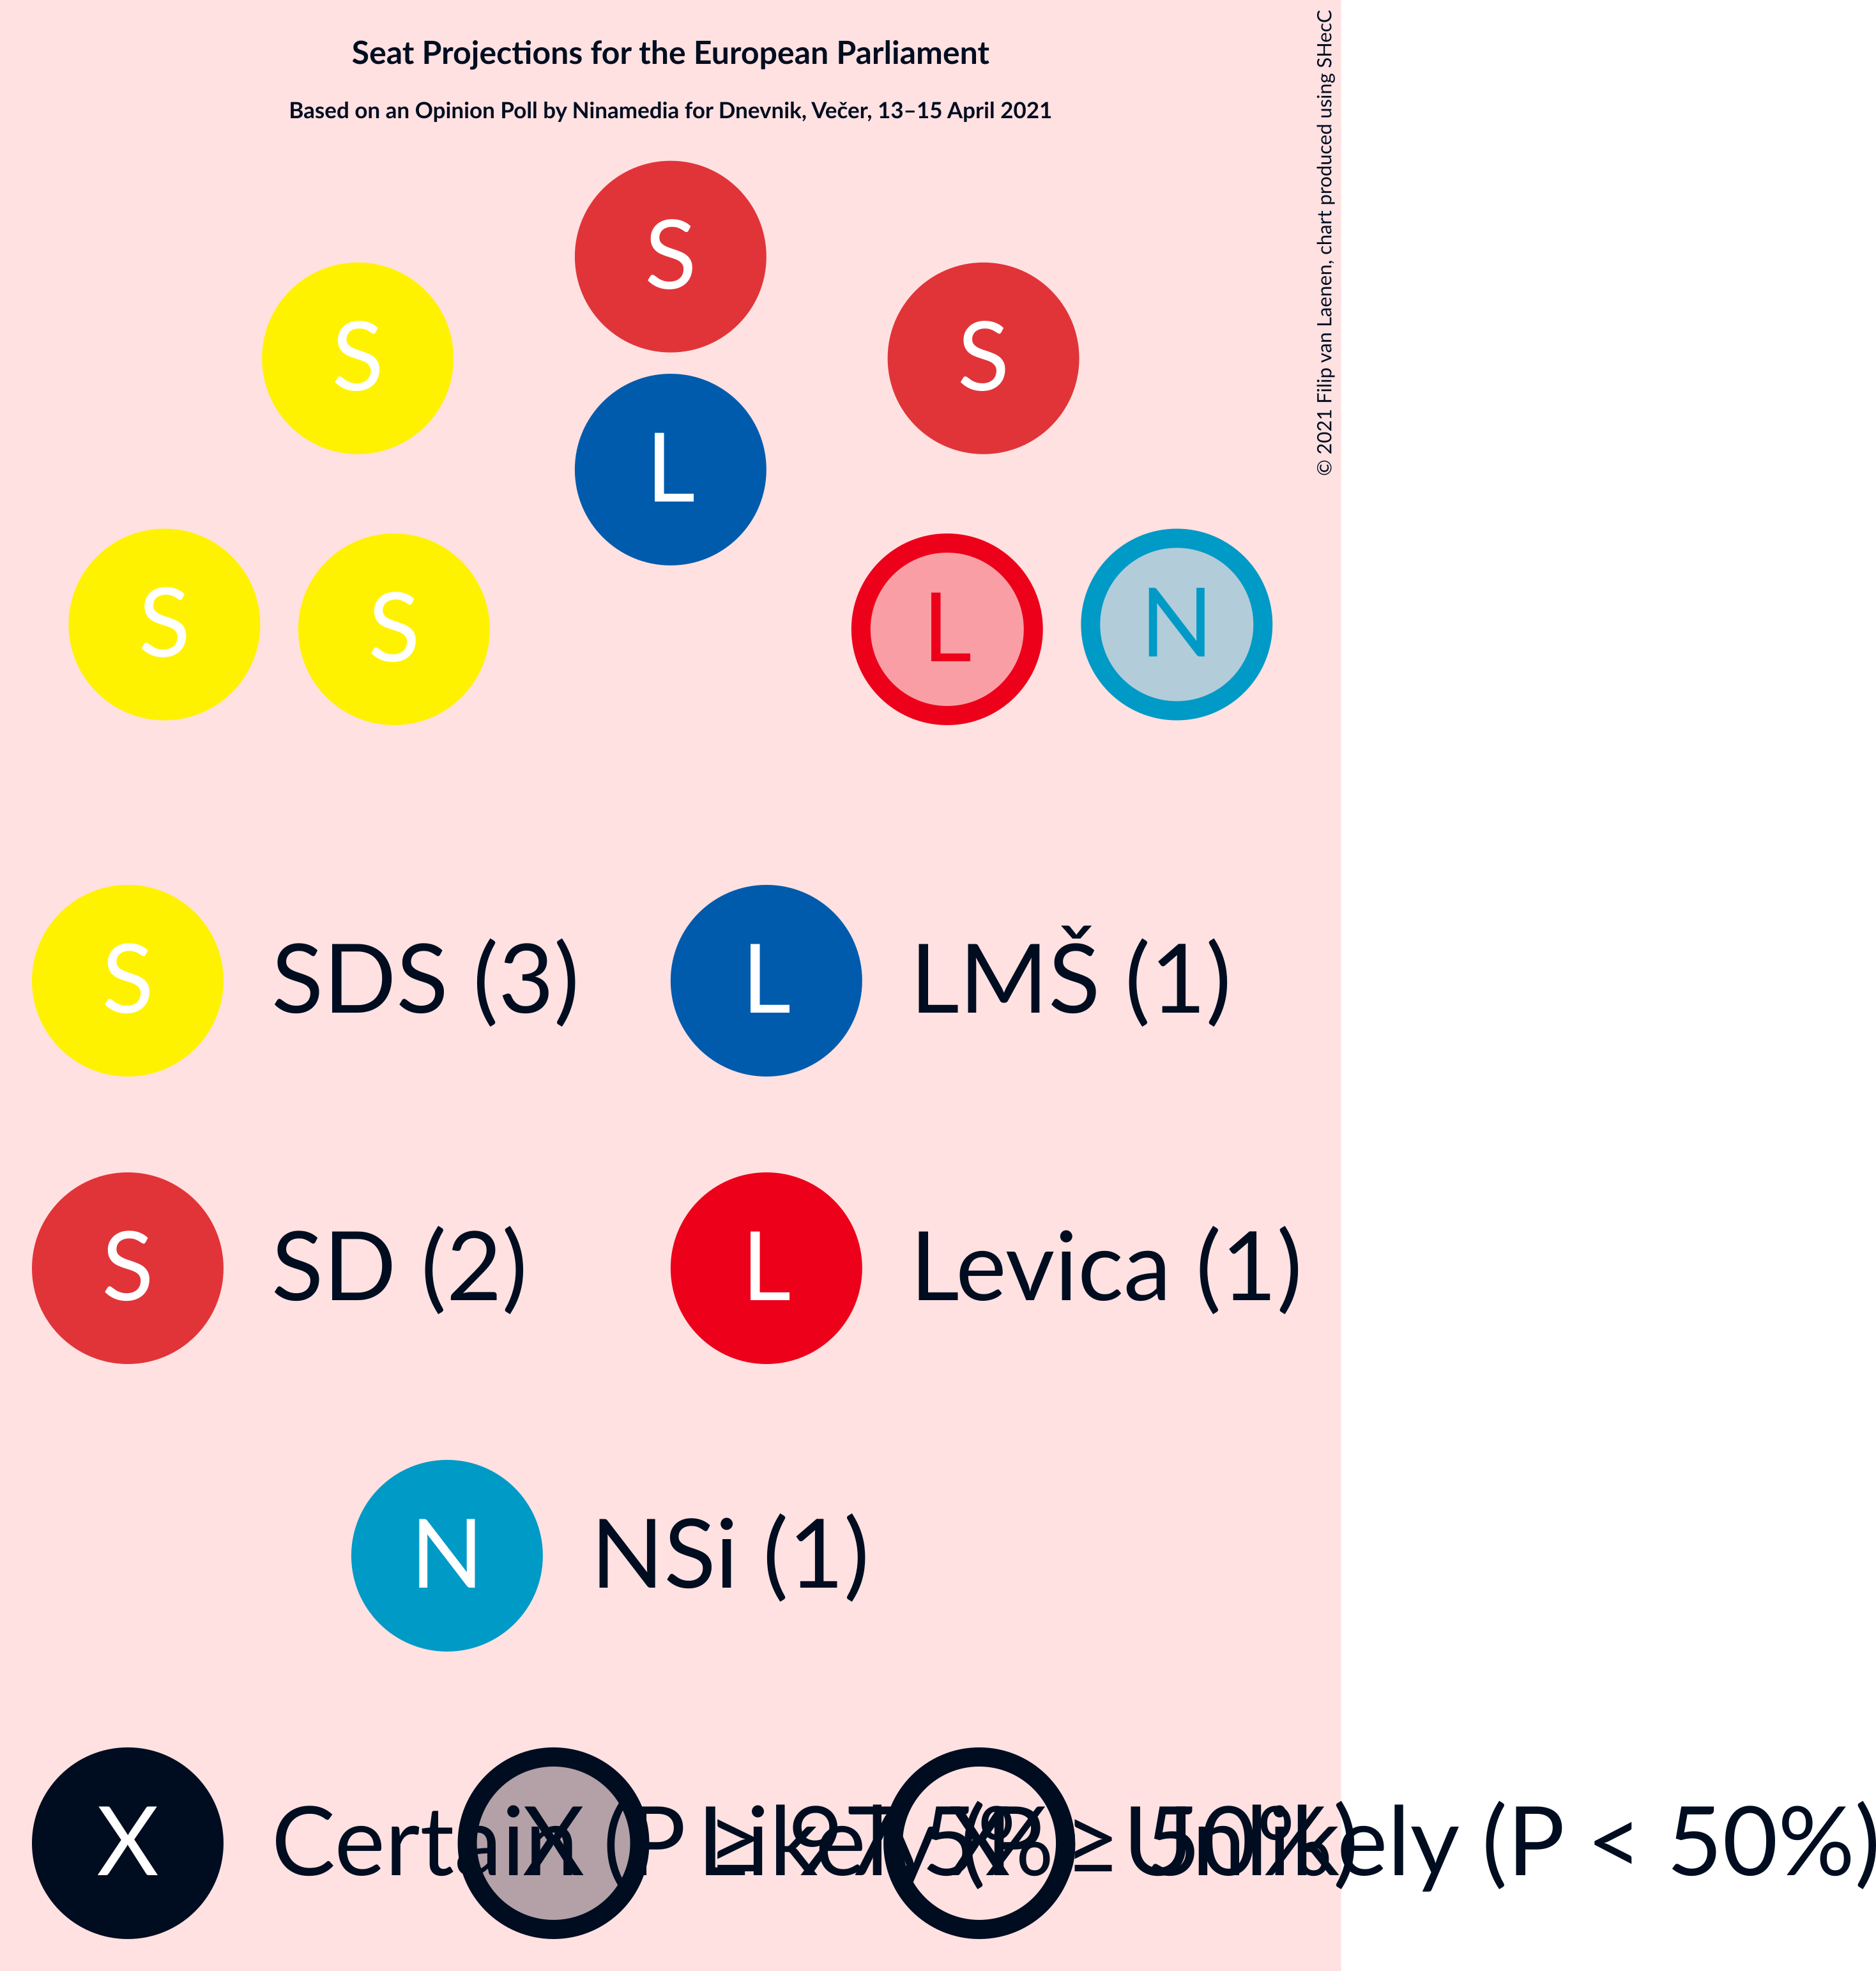 Seat Projections for the European Parliament
Based on an Opinion Poll by Ninamedia for Dnevnik, Večer, 13–15 April 2021
© 2021 Filip van Laenen, chart produced using SHecC
S
S
S
L
S
S
L
N
S SDS (3) L LMŠ (1)
S SD (2) L Levica (1)
N NSi (1)
X Certain (P ≥ X Likely (P ≥ 50%) X Unlikely (P < 50%)